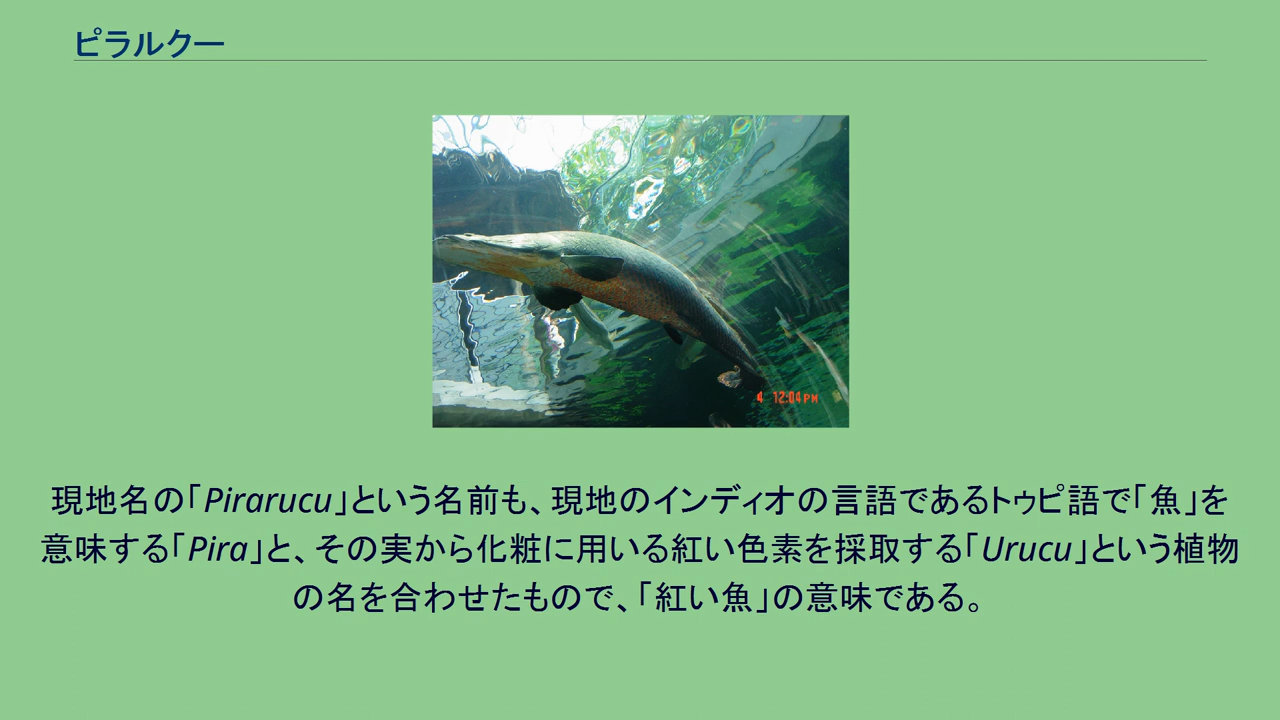 ピラルクー
4 12:04PM
現地名の「Pirarucu」という名前も、現地のインディオの言語であるトゥピ語で「魚」を
意味する「Pira」と、その実から化粧に用いる紅い色素を採取する「Urucu」という植物
の名を合わせたもので、「紅い魚」の意味である。